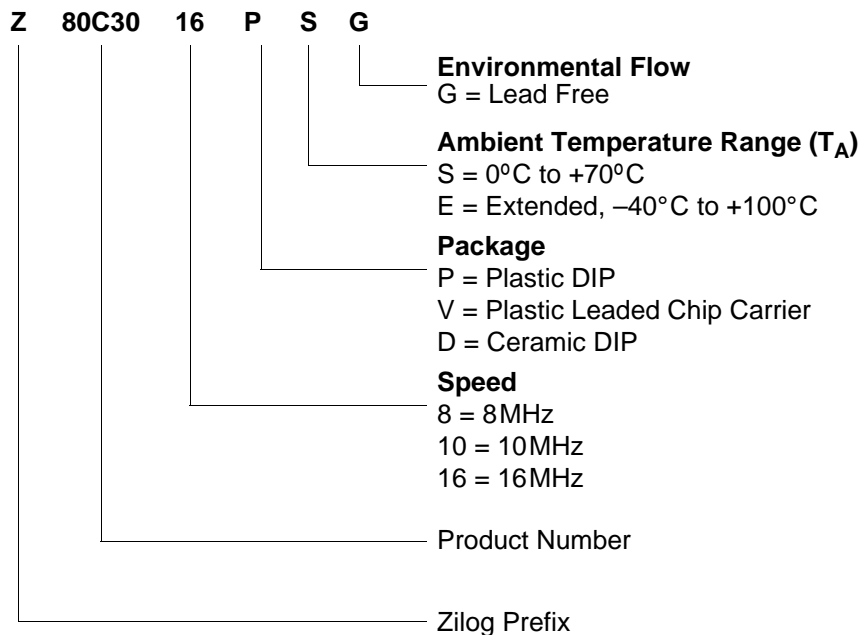 Z 80C30 16 P S G
Environmental Flow
G = Lead Free
Ambient Temperature Range (TA)
S = 0ºC to +70ºC
E = Extended, –40°C to +100°C
Package
P = Plastic DIP
V = Plastic Leaded Chip Carrier
D = Ceramic DIP
Speed
8 = 8MHz
10 = 10MHz
16 = 16MHz
Product Number
Zilog Prefix